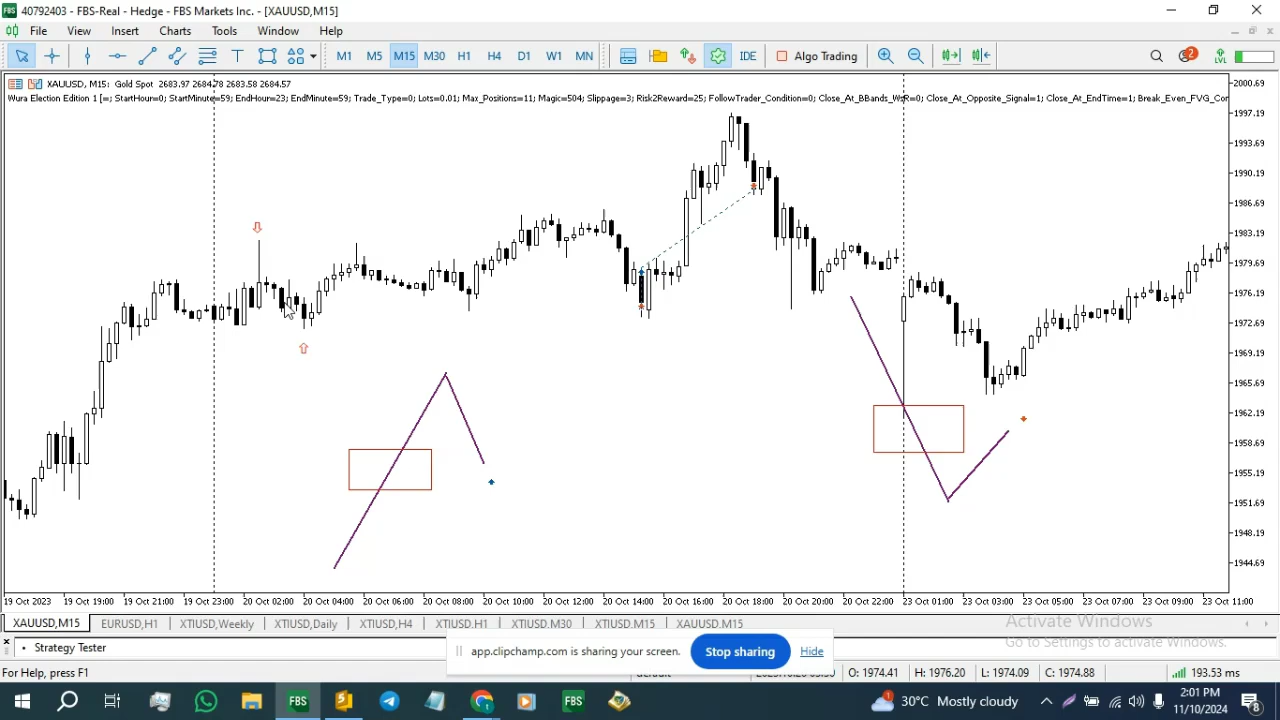 FBS 40792403 - FBS-Real - Hedge - FBS Markets Inc. - [XAUUSD,M15]
File View Insert Charts Tools Window Help
M1 M5 M15 M30 H1 H4 D1 W1 MN IDE Algo Trading 2 LVL
XAUUSD, M15: Gold Spot 2683.97 2684.78 2683.58 2684.57
Wura Election Edition 1 [=; StartHour=0; StartMinute=59; EndHour=23; EndMinute=59; Trade_Type=0; Lots=0.01; Max_Positions=11; Magic=504; Slippage=3; Risk2Reward=25; FollowTrader_Condition=0; Close_At_BBands_WsR=0; Close_At_Opposite_Signal=1; Close_At_EndTime=1; Break_Even_FVG_Con
2000.69
1997.19
1993.69
1990.19
1986.69
1983.19
1979.69
1976.19
1972.69
1969.19
1965.69
1962.19
1958.69
1955.19
1951.69
1948.19
1944.69
19 Oct 2023 19 Oct 19:00 19 Oct 21:00 19 Oct 23:00 20 Oct 02:00 20 Oct 04:00 20 Oct 06:00 20 Oct 08:00 20 Oct 10:00 20 Oct 12:00 20 Oct 14:00 20 Oct 16:00 20 Oct 18:00 20 Oct 20:00 20 Oct 22:00 23 Oct 01:00 23 Oct 03:00 23 Oct 05:00 23 Oct 07:00 23 Oct 09:00 23 Oct 11:00
XAUUSD,M15 EURUSD,H1 XTIUSD,Weekly XTIUSD,Daily XTIUSD,H4 XTIUSD,H1 XTIUSD,M30 XTIUSD,M15 XAUUSD,M15
Activate Windows
Go to Settings to activate Windows.
Strategy Tester
app.clipchamp.com is sharing your screen. Stop sharing Hide
For Help, press F1 O: 1974.41 H: 1976.20 L: 1974.09 C: 1974.88 193.53 ms
FBS FBS 30°C Mostly cloudy 2:01 PM
11/10/2024 8